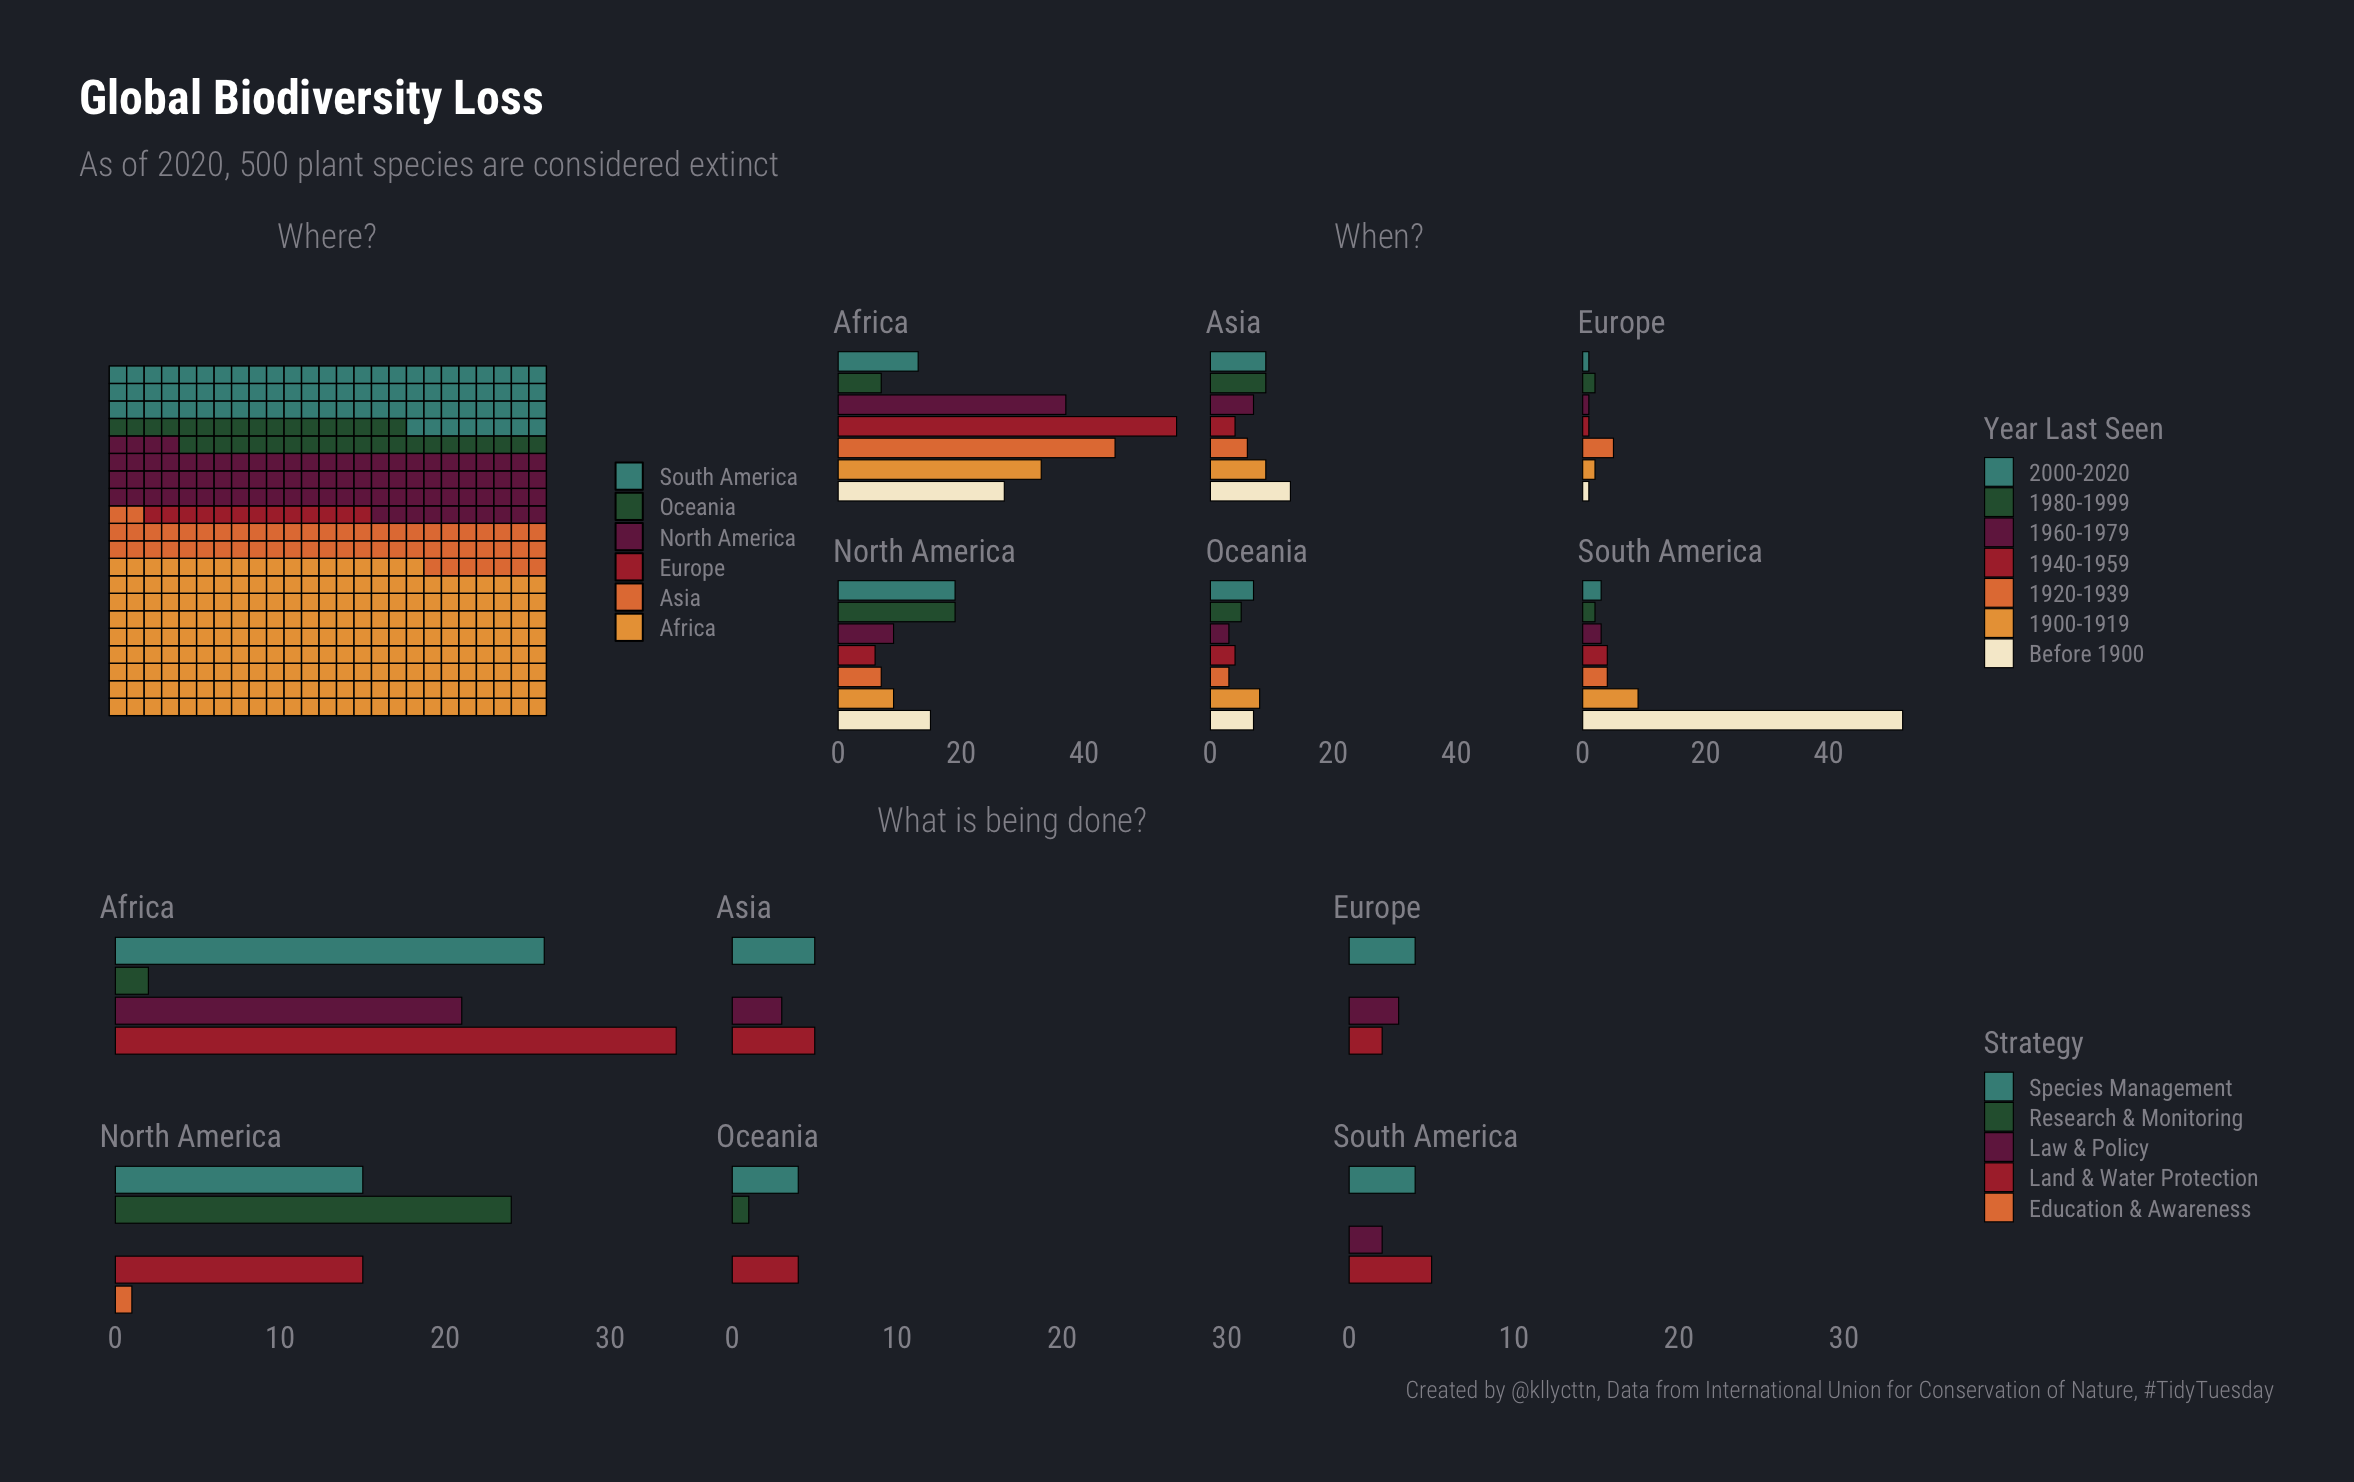 Global Biodiversity Loss
As of 2020, 500 plant species are considered extinct
Where?
South America
Oceania
North America
Europe
Asia
Africa
When?
Africa
Asia
Europe
North America
Oceania
South America
0 20 40 0 20 40 0 20 40
Year Last Seen
2000-2020
1980-1999
1960-1979
1940-1959
1920-1939
1900-1919
Before 1900
What is being done?
Africa
Asia
Europe
North America
Oceania
South America
0 10 20 30 0 10 20 30 0 10 20 30
Strategy
Species Management
Research & Monitoring
Law & Policy
Land & Water Protection
Education & Awareness
Created by @kllycttn, Data from International Union for Conservation of Nature, #TidyTuesday